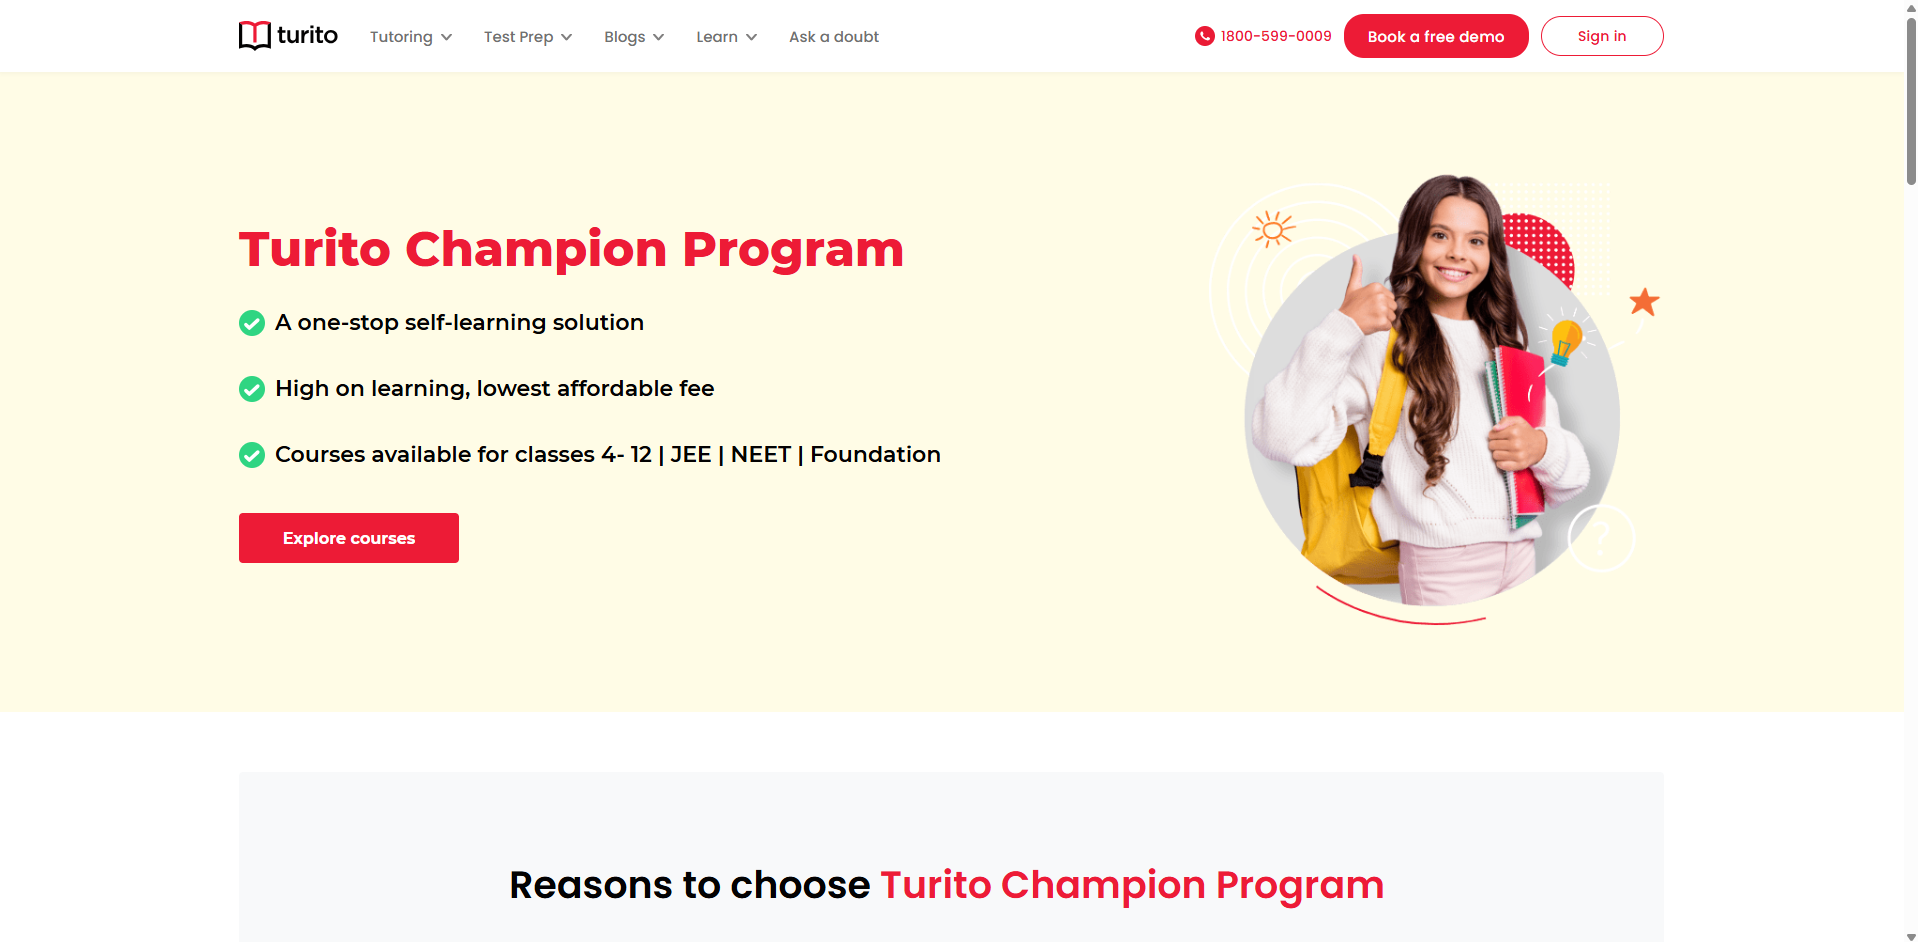 turito
Tutoring
Test Prep
Blogs
Learn
Ask a doubt
1800-599-0009
Book a free demo
Sign in
Turito Champion Program
A one-stop self-learning solution
High on learning, lowest affordable fee
Courses available for classes 4- 12 | JEE | NEET | Foundation
Explore courses
?
Reasons to choose Turito Champion Program